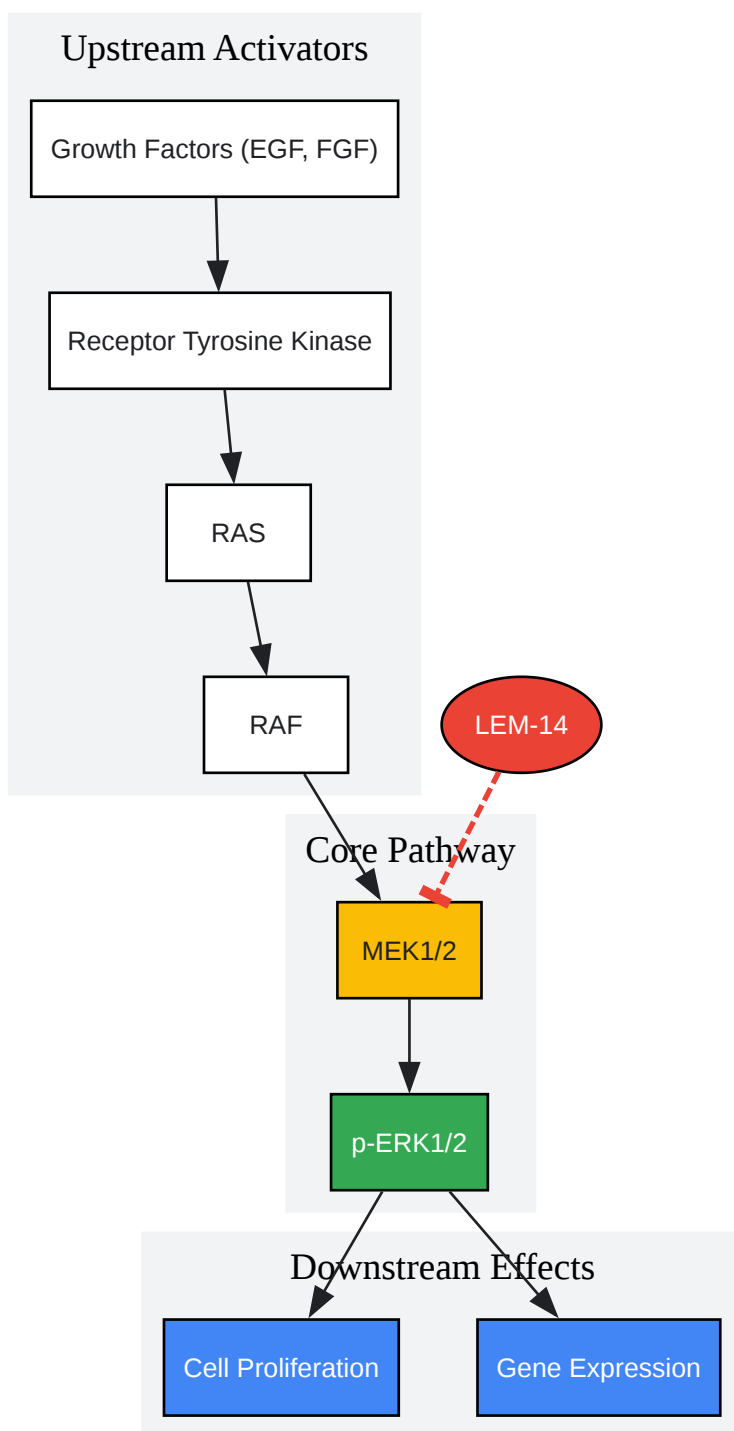 Upstream Activators
Growth Factors (EGF, FGF)
Receptor Tyrosine Kinase
RAS
RAF
LEM-14
Core Pathway
MEK1/2
p-ERK1/2
Downstream Effects
Cell Proliferation
Gene Expression